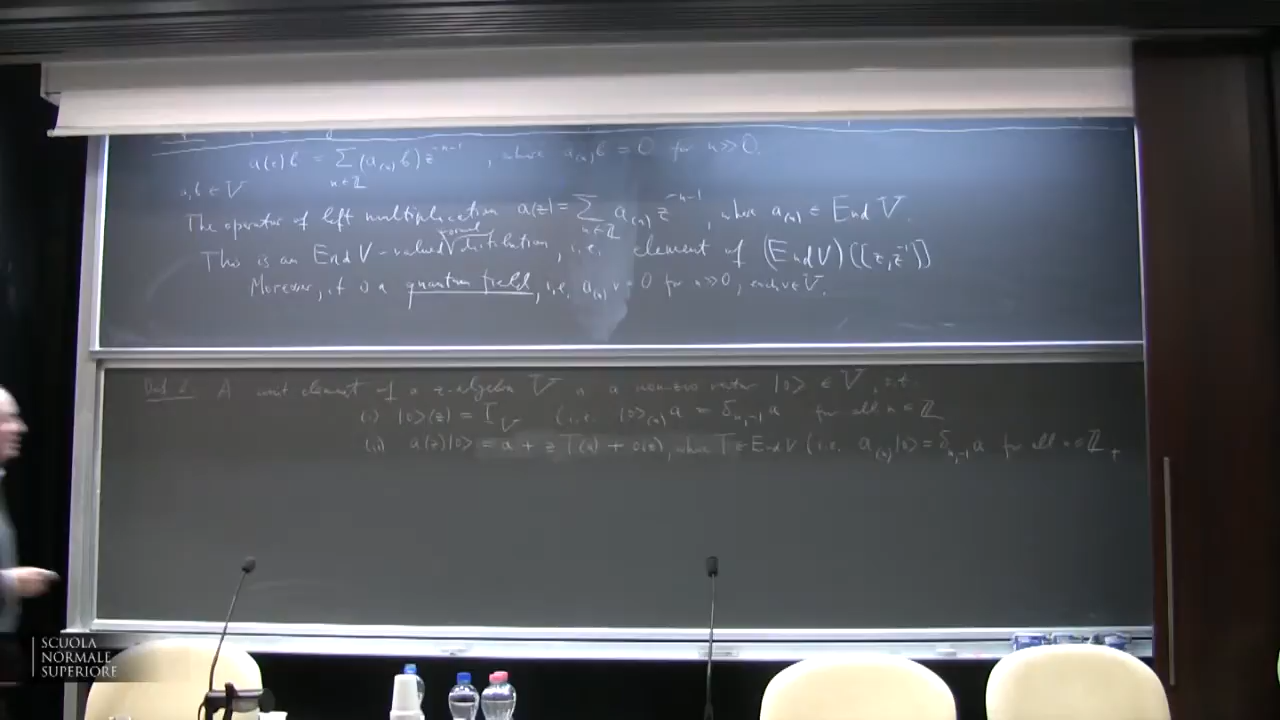 a(z)b = ∑_{n∈ℤ} (a_{(n)}b) z^{-n-1}, where a_{(n)}b = 0 for n≫0.
a,b ∈ V
The operator of left multiplication a(z) = ∑_{n∈ℤ} a_{(n)} z^{-n-1}, where a_{(n)} ∈ End V.
This is an End V-valued formal distribution, i.e. element of (End V)[[z,z^{-1}]]
Moreover, it is a quantum field, i.e. a_{(n)}v = 0 for n≫0, each v∈V.
Def 2. A unit element of a z-algebra V is a non-zero vector |0> ∈ V, s.t.
(i) |0>(z) = I_V (i.e. |0>_{(n)}a = δ_{n,-1}a for all n∈ℤ
(ii) a(z)|0> = a + zT(a) + o(z), where T∈End V (i.e. a_{(n)}|0> = δ_{n,-1}a for all n∈ℤ_+
SCUOLA
NORMALE
SUPERIORE